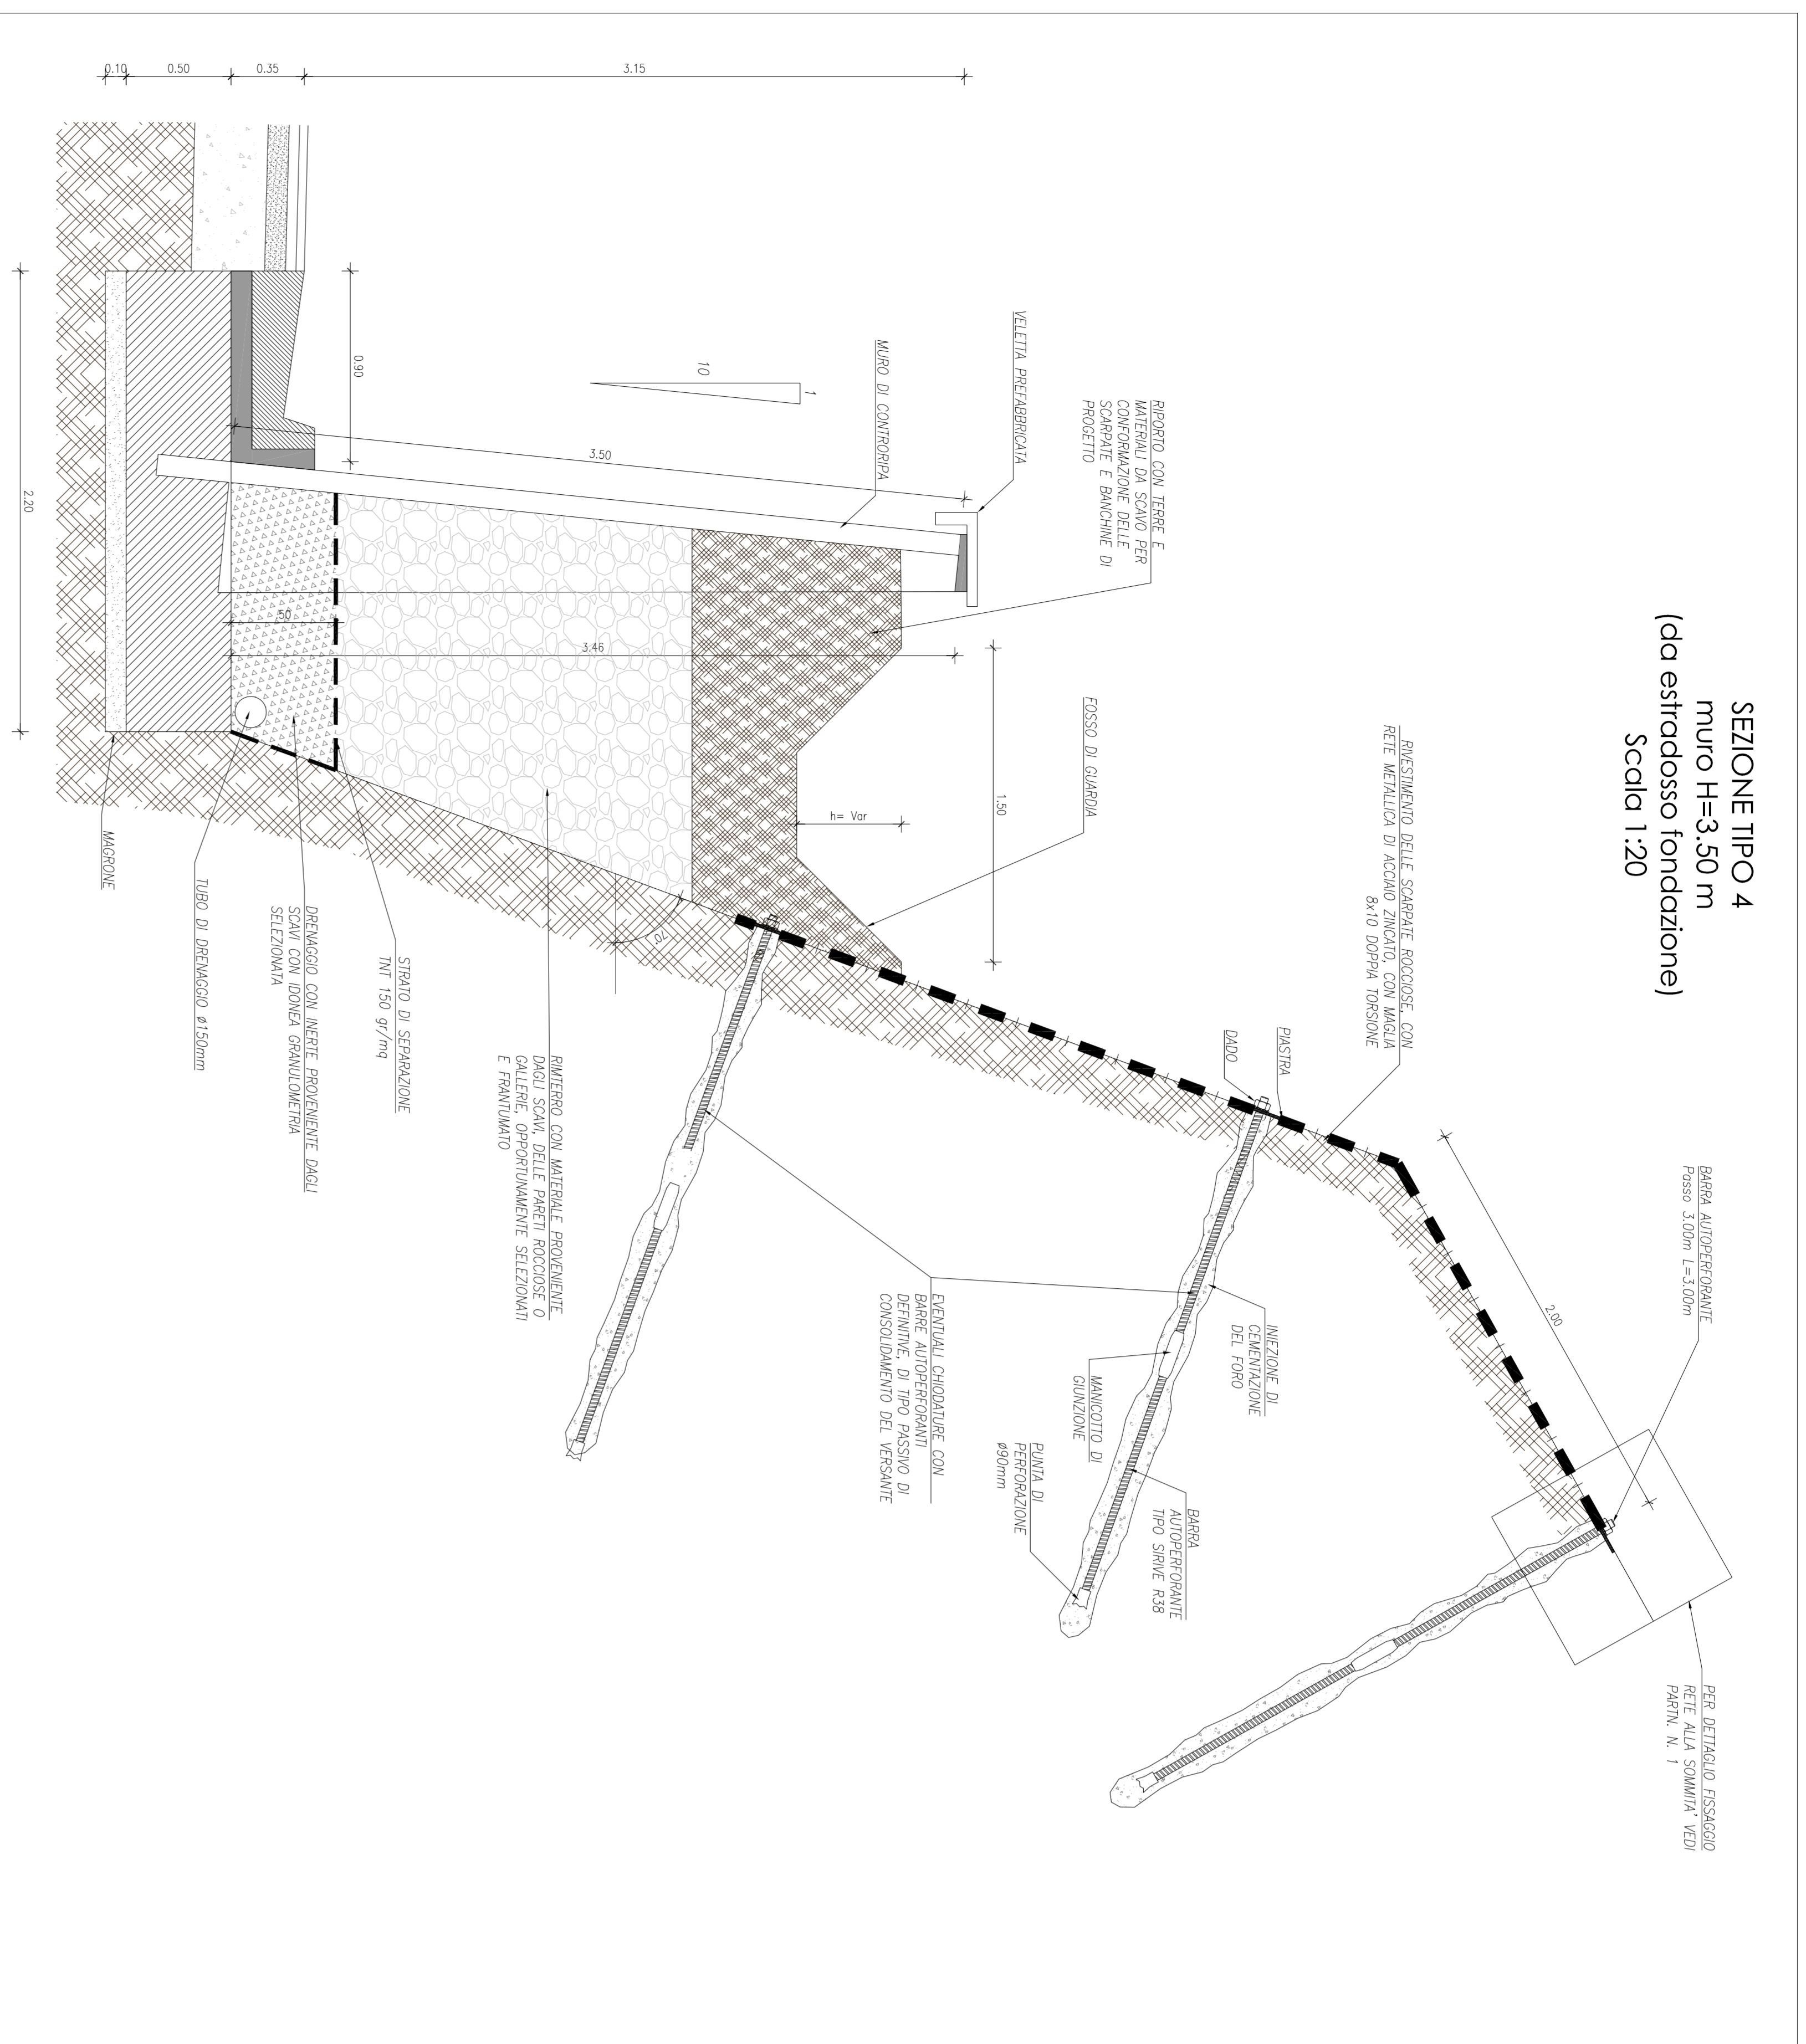 SEZIONE TIPO 4
muro H=3.50 m
(da estradosso fondazione)
Scala 1:20
BARRA AUTOPERFORANTE
Passo 3.00m L=3.00m
PER DETTAGLIO FISSAGGIO
RETE ALLA SOMMITA' VEDI
PARTN. N. 1
2.00
RIVESTIMENTO DELLE SCARPATE ROCCIOSE, CON
RETE METALLICA DI ACCIAIO ZINCATO, CON MAGLIA
8x10 DOPPIA TORSIONE
PIASTRA
DADO
INIEZIONE DI
CEMENTAZIONE
DEL FORO
MANICOTTO DI
GIUNZIONE
BARRA
AUTOPERFORANTE
TIPO SIRIVE R38
PUNTA DI
PERFORAZIONE
ø90mm
RIPORTO CON TERRE E
MATERIALI DA SCAVO PER
CONFORMAZIONE DELLE
SCARPATE E BANCHINE DI
PROGETTO
FOSSO DI GUARDIA
1.50
h= Var
VELETTA PREFABBRICATA
MURO DI CONTRORIPA
EVENTUALI CHIODATURE CON
BARRE AUTOPERFORANTI
DEFINITIVE, DI TIPO PASSIVO DI
CONSOLIDAMENTO DEL VERSANTE
1
10
3.50
3.46
.50
70°
0.90
RIMTERRO CON MATERIALE PROVENIENTE
DAGLI SCAVI, DELLE PARETI ROCCIOSE O
GALLERIE, OPPORTUNAMENTE SELEZIONATI
E FRANTUMATO
STRATO DI SEPARAZIONE
TNT 150 gr/mq
DRENAGGIO CON INERTE PROVENIENTE DAGLI
SCAVI CON IDONEA GRANULOMETRIA
SELEZIONATA
TUBO DI DRENAGGIO ø150mm
MAGRONE
2.20
3.15
0.35
0.50
0.10